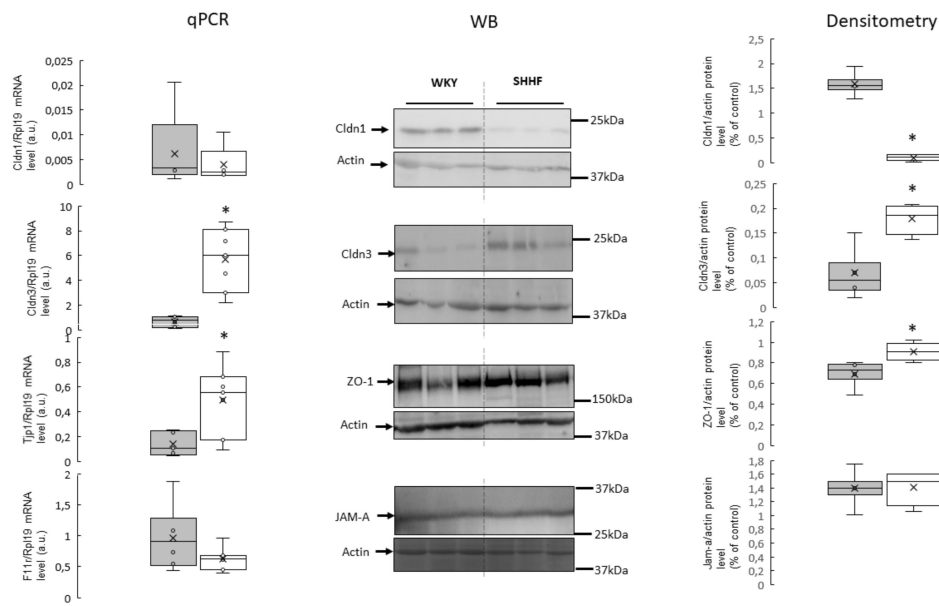 qPCR
WB
Densitometry
Cldn1/Rpl19 mRNA
level (a.u.)
0,025
0,02
0,015
0,01
0,005
0
WKY
SHHF
Cldn1
25kDa
Actin
37kDa
Cldn1/actin protein
level
(% of control)
2,5
2
1,5
1
0,5
0
*
Cldn3/Rpl19 mRNA
level (a.u.)
10
8
6
4
2
0
*
Cldn3
25kDa
Actin
37kDa
Cldn3/actin protein
level
(% of control)
0,25
0,2
0,15
0,1
0,05
0
*
Tjp1/Rpl19 mRNA
level (a.u.)
1
0,8
0,6
0,4
0,2
0
*
ZO-1
150kDa
Actin
37kDa
ZO-1/actin protein
level
(% of control)
1,2
1
0,8
0,6
0,4
0,2
0
*
F11r/Rpl19 mRNA
level (a.u.)
2
1,5
1
0,5
0
37kDa
JAM-A
25kDa
Actin
37kDa
Jam-a/actin protein
level
(% of control)
1,8
1,6
1,4
1,2
1
0,8
0,6
0,4
0,2
0